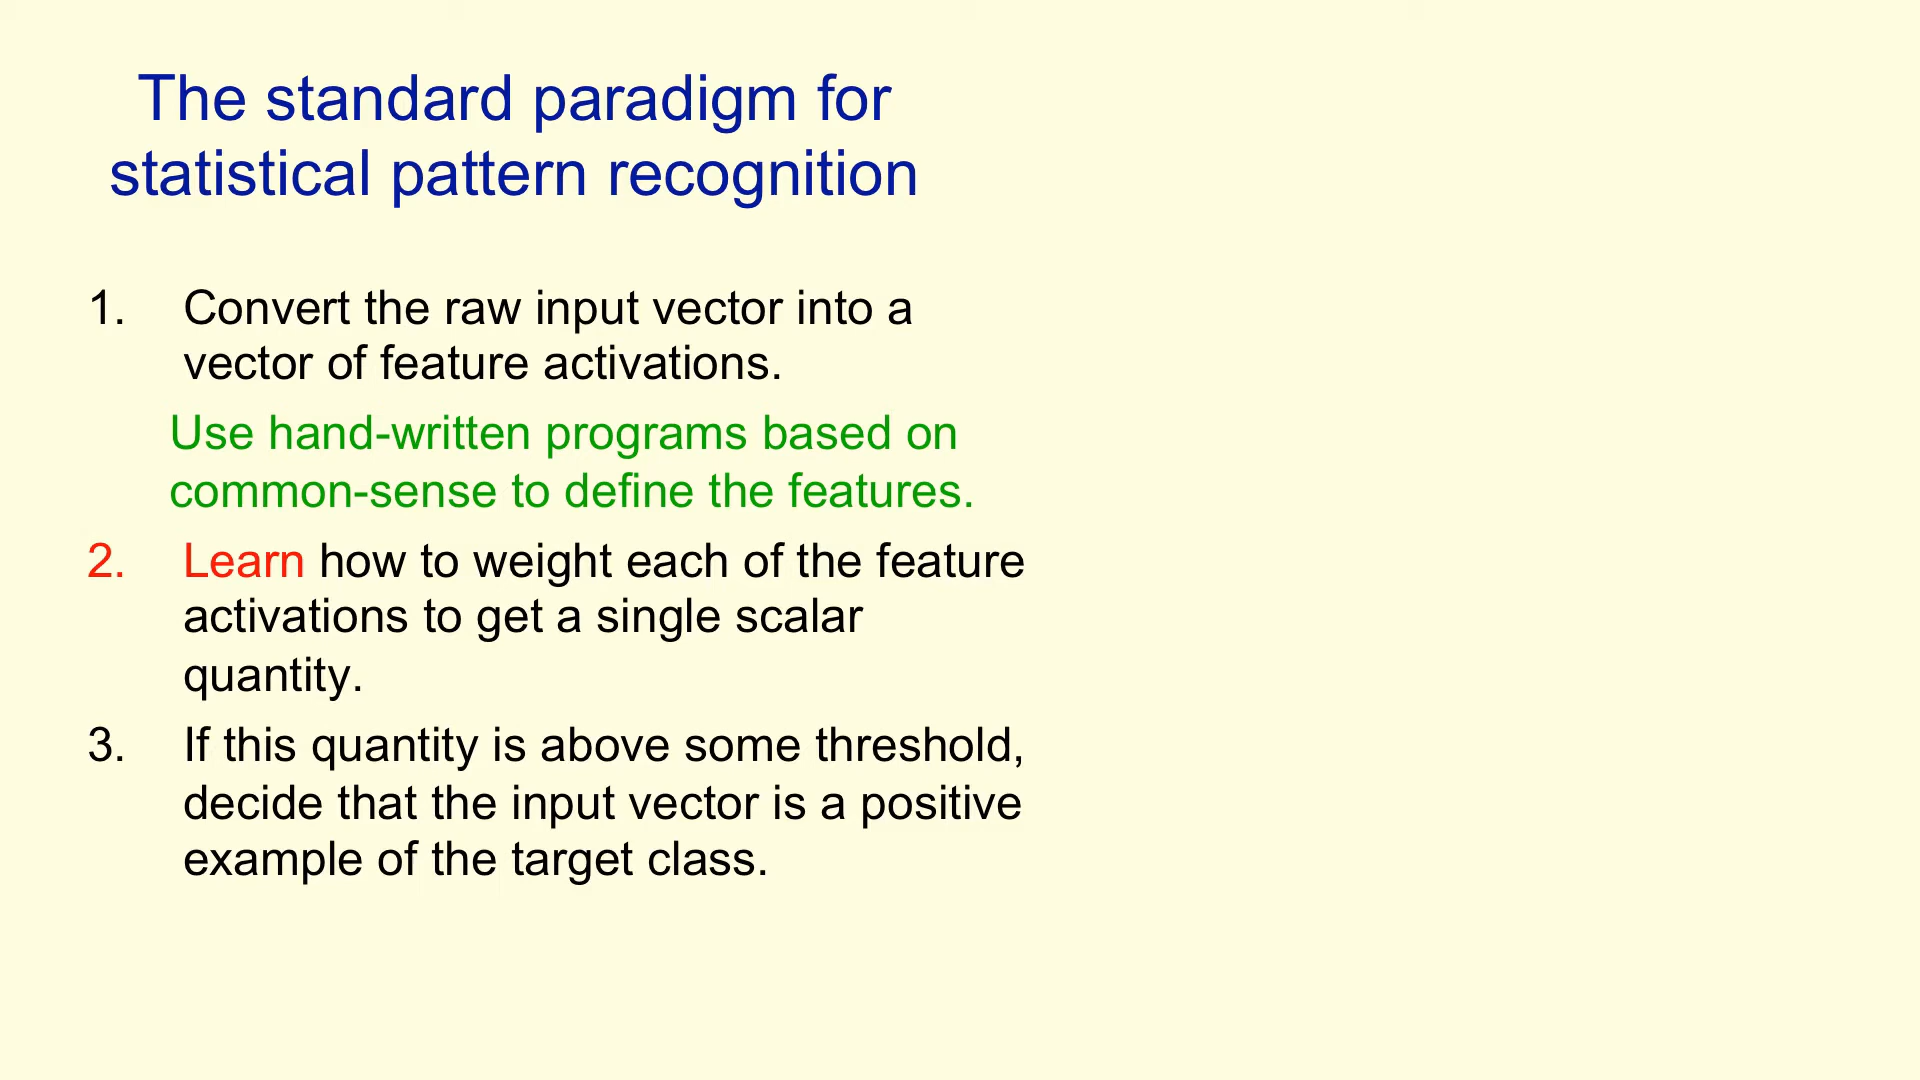 The standard paradigm for
statistical pattern recognition
1. Convert the raw input vector into a
vector of feature activations.
Use hand-written programs based on
common-sense to define the features.
2. Learn how to weight each of the feature
activations to get a single scalar
quantity.
3. If this quantity is above some threshold,
decide that the input vector is a positive
example of the target class.